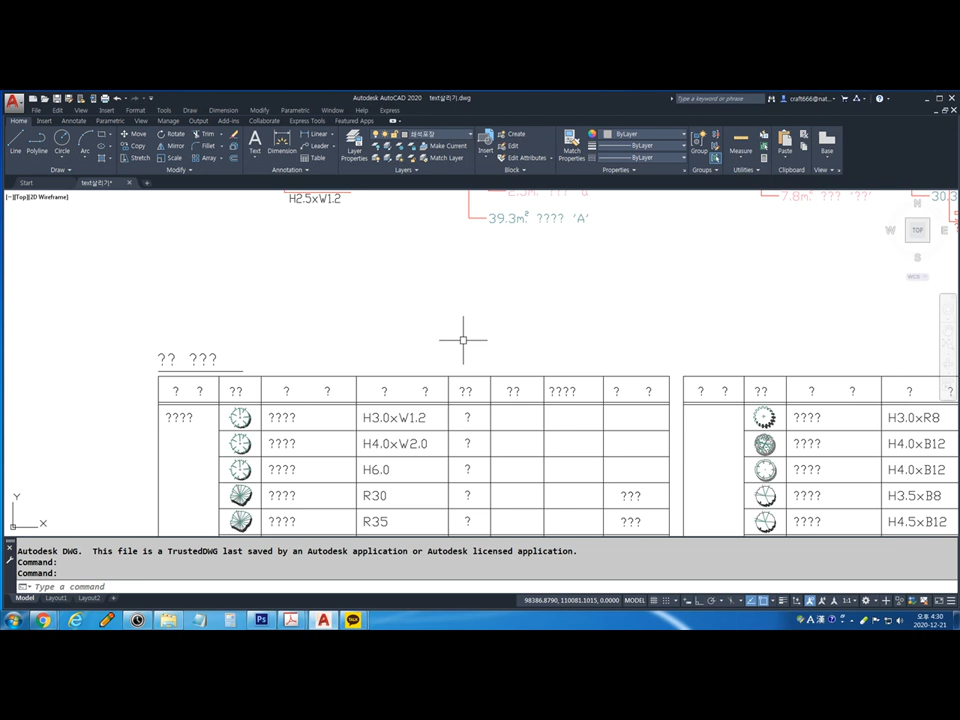 Autodesk AutoCAD 2020 text살리기.dwg
Type a keyword or phrase
craft666@nat...
File Edit View Insert Format Tools Draw Dimension Modify Parametric Window Help Express
Home Insert Annotate Parametric View Manage Output Add-ins Collaborate Express Tools Featured Apps
Line Polyline Circle Arc
Move Rotate Trim
Copy Mirror Fillet
Stretch Scale Array
Text Dimension
Linear
Leader
Table
Layer Properties
Make Current
Match Layer
Insert
Create
Edit
Edit Attributes
Match Properties
ByLayer
ByLayer
ByLayer
Group
Measure
Paste
Base
Draw Modify Annotation Layers Block Properties Groups Utilities Clipboard View
Start text살리기*
[−][Top][2D Wireframe]
H2.5xW1.2
39.3m² ???? 'A'
7.8m² ??? '??'
30.3
N
W TOP E
S
WCS
?? ???
? ? ?? ? ? ? ? ?? ?? ???? ? ? ? ? ?? ? ? ? ?
???? ???? H3.0xW1.2 ? ???? H3.0xR8
???? H4.0xW2.0 ? ???? H4.0xB12
???? H6.0 ? ???? H4.0xB12
???? R30 ? ??? ???? H3.5xB8
???? R35 ? ??? ???? H4.5xB12
Y
X
Autodesk DWG. This file is a TrustedDWG last saved by an Autodesk application or Autodesk licensed application.
Command:
Command:
Type a command
Model Layout1 Layout2 +
98386.8790, 110081.1015, 0.0000 MODEL
1:1
TALK
오후 4:30
2020-12-21